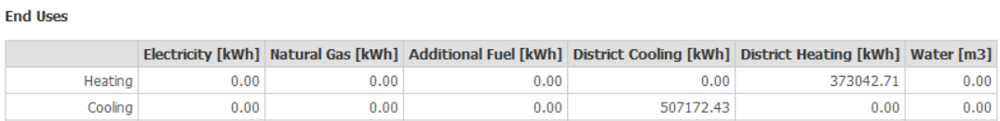 End Uses
Electricity [kWh] Natural Gas [kWh] Additional Fuel [kWh] District Cooling [kWh] District Heating [kWh] Water [m3]
Heating 0.00 0.00 0.00 0.00 373042.71 0.00
Cooling 0.00 0.00 0.00 507172.43 0.00 0.00